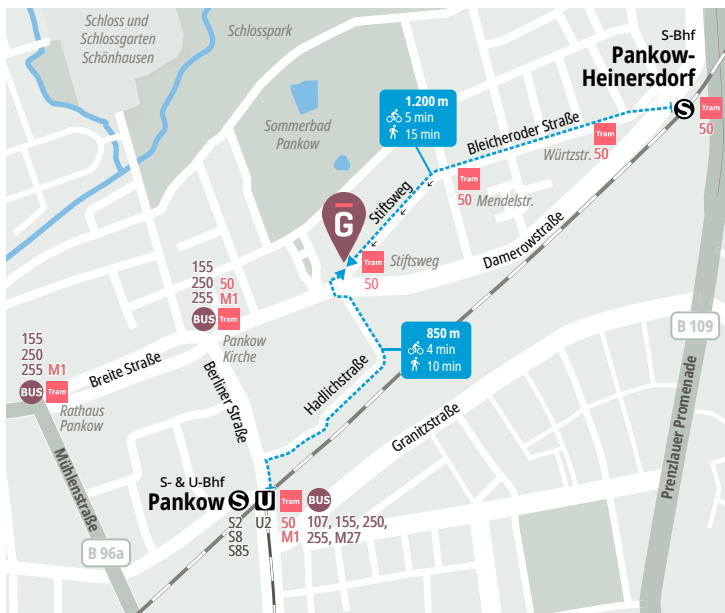 Schloss und
Schlossgarten
Schönhausen
Schlosspark
S-Bhf
Pankow-
Heinersdorf
S
Tram
50
1.200 m
5 min
15 min
Bleicheroder Straße
Tram
50
Würtzstr.
Sommerbad
Pankow
Tram
50 Mendelstr.
Stiftsweg
G
Damerowstraße
Tram
Stiftsweg
50
155
250 50
255 M1
BUS Tram
Pankow
Kirche
B 109
850 m
4 min
10 min
155
250
255 M1
BUS Tram
Rathaus
Pankow
Breite Straße
Berliner Straße
Hadlichstraße
Granitzstraße
Prenzlauer Promenade
Mühlenstraße
S- & U-Bhf
Pankow S U Tram BUS
S2 U2 50 107, 155, 250,
S8 M1 255, M27
S85
B 96a